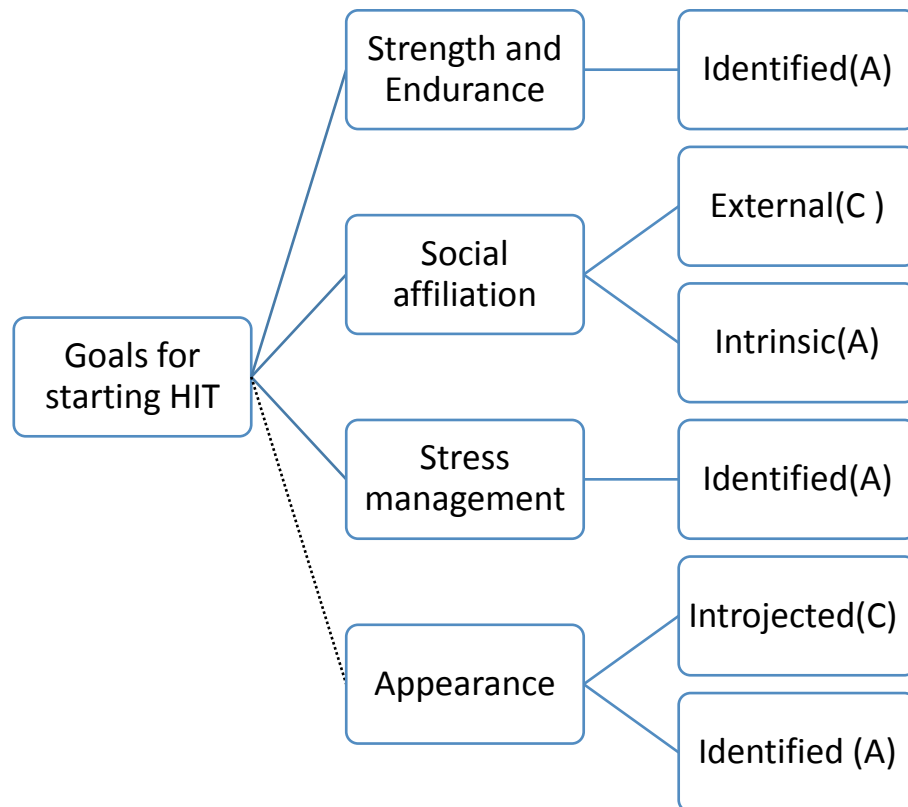 Strength and
Endurance
Identified(A)
External(C )
Social
affiliation
Intrinsic(A)
Goals for
starting HIT
Stress
management
Identified(A)
Introjected(C)
Appearance
Identified (A)